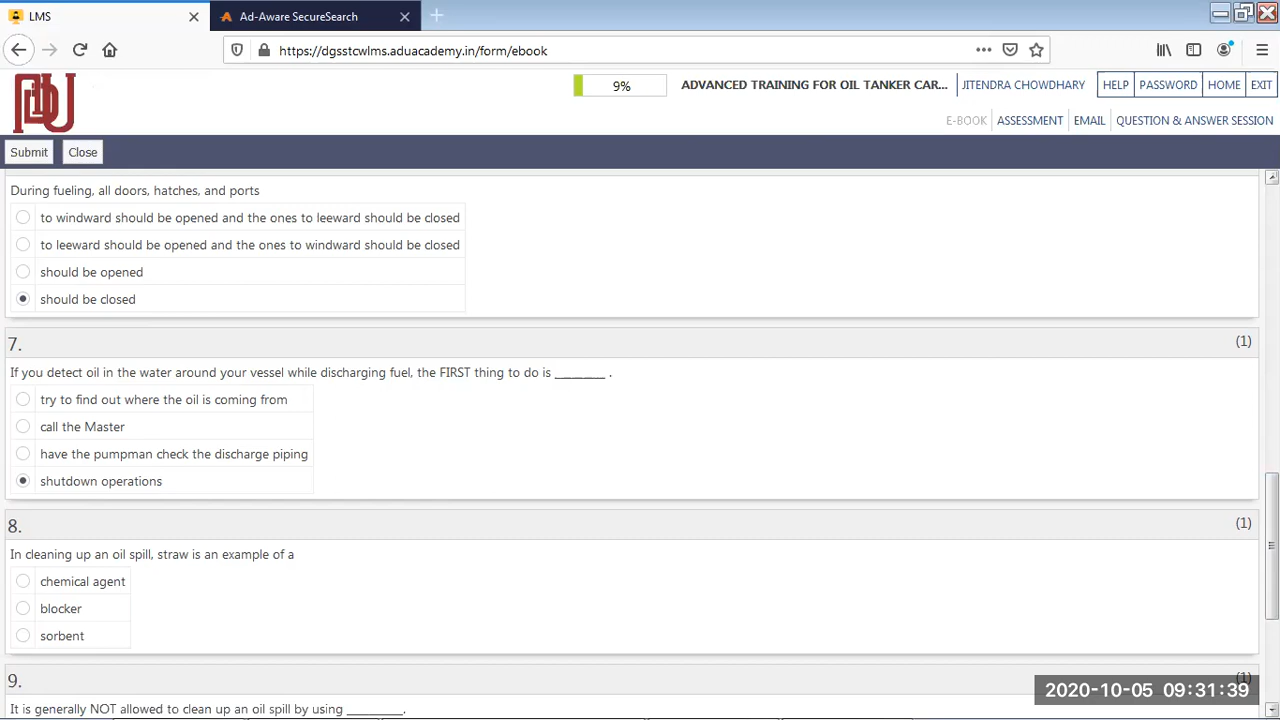 LMS
Ad-Aware SecureSearch
https://dgsstcwlms.aduacademy.in/form/ebook
ADU
9%
ADVANCED TRAINING FOR OIL TANKER CAR...
JITENDRA CHOWDHARY
HELP
PASSWORD
HOME
EXIT
E-BOOK
ASSESSMENT
EMAIL
QUESTION & ANSWER SESSION
Submit
Close
During fueling, all doors, hatches, and ports
to windward should be opened and the ones to leeward should be closed
to leeward should be opened and the ones to windward should be closed
should be opened
should be closed
7.
(1)
If you detect oil in the water around your vessel while discharging fuel, the FIRST thing to do is ________ .
try to find out where the oil is coming from
call the Master
have the pumpman check the discharge piping
shutdown operations
8.
(1)
In cleaning up an oil spill, straw is an example of a
chemical agent
blocker
sorbent
9.
(1)
It is generally NOT allowed to clean up an oil spill by using _________.
2020-10-05 09:31:39